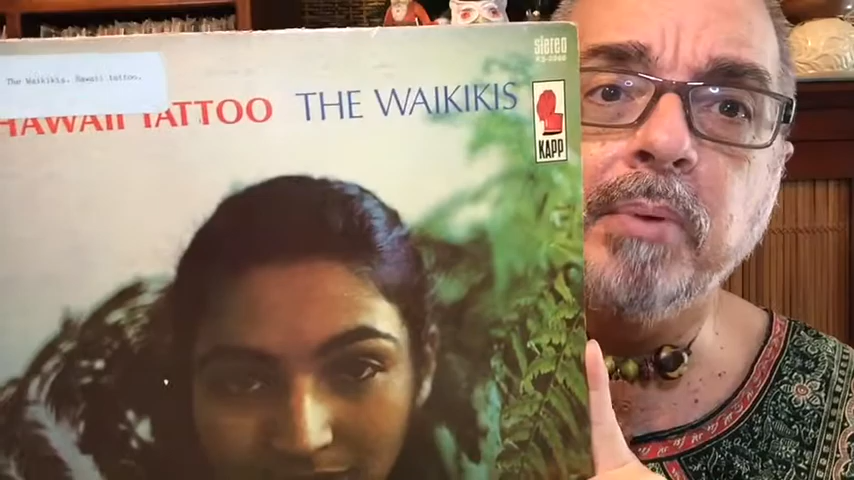 The Waikikis. Hawaii tattoo.
HAWAII TATTOO THE WAIKIKIS
stereo
KAPP